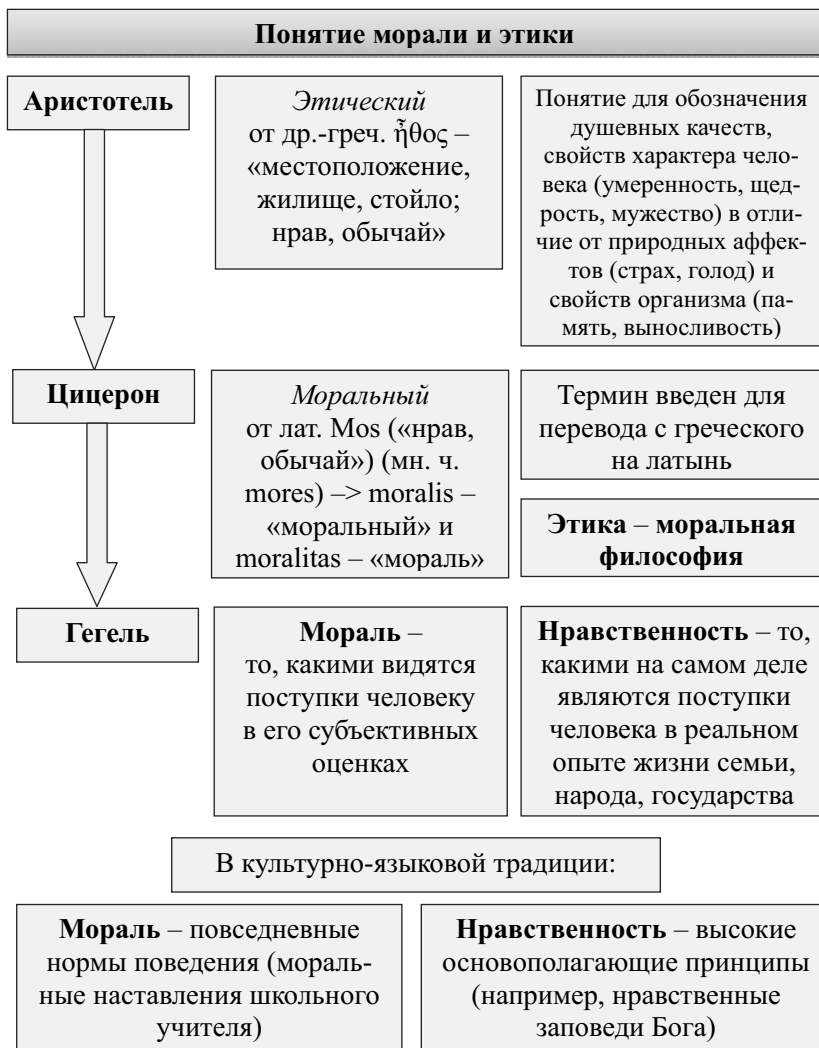 Понятие морали и этики
Аристотель
Этический
от др.-греч. ἦθος –
«местоположение,
жилище, стойло;
нрав, обычай»
Понятие для обозначения
душевных качеств,
свойств характера чело-
века (умеренность, щед-
рость, мужество) в отли-
чие от природных аффек-
тов (страх, голод) и
свойств организма (па-
мять, выносливость)
Цицерон
Моральный
от лат. Mos («нрав,
обычай») (мн. ч.
mores) –> moralis –
«моральный» и
moralitas – «мораль»
Термин введен для
перевода с греческого
на латынь
Этика – моральная
философия
Гегель
Мораль –
то, какими видятся
поступки человеку
в его субъективных
оценках
Нравственность – то,
какими на самом деле
являются поступки
человека в реальном
опыте жизни семьи,
народа, государства
В культурно-языковой традиции:
Мораль – повседневные
нормы поведения (мораль-
ные наставления школьного
учителя)
Нравственность – высокие
основополагающие принципы
(например, нравственные
заповеди Бога)